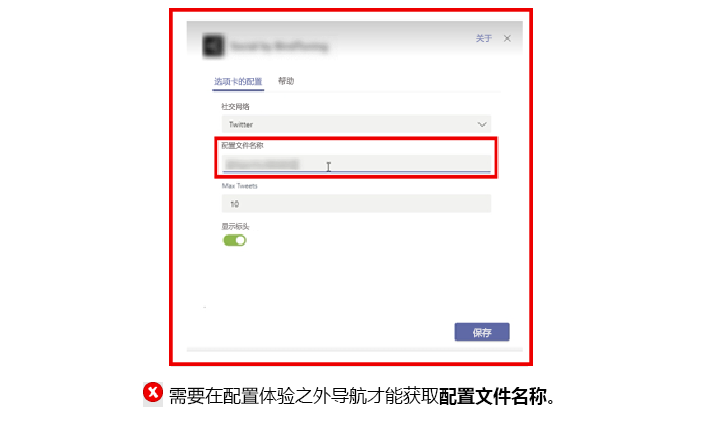 关于
选项卡的配置 帮助
社交网络
Twitter
配置文件名称
Max Tweets
10
显示标头
保存
需要在配置体验之外导航才能获取配置文件名称。